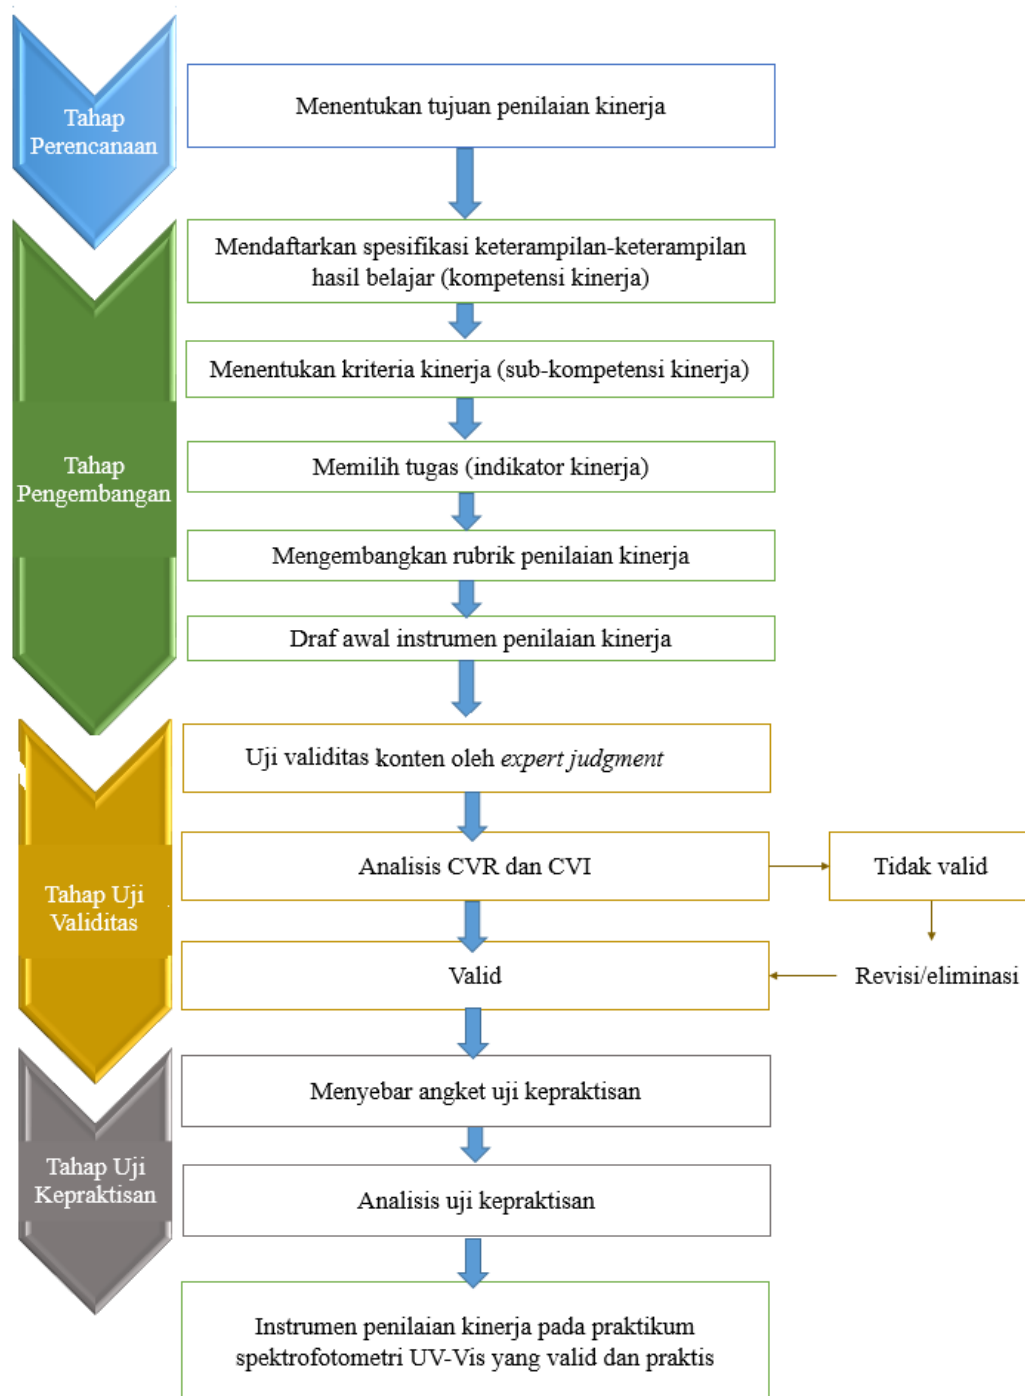 Tahap
Perencanaan
Menentukan tujuan penilaian kinerja
Tahap
Pengembangan
Mendaftarkan spesifikasi keterampilan-keterampilan
hasil belajar (kompetensi kinerja)
Menentukan kriteria kinerja (sub-kompetensi kinerja)
Memilih tugas (indikator kinerja)
Mengembangkan rubrik penilaian kinerja
Draf awal instrumen penilaian kinerja
Tahap Uji
Validitas
Uji validitas konten oleh expert judgment
Analisis CVR dan CVI
Tidak valid
Valid
Revisi/eliminasi
Tahap Uji
Kepraktisan
Menyebar angket uji kepraktisan
Analisis uji kepraktisan
Instrumen penilaian kinerja pada praktikum
spektrofotometri UV-Vis yang valid dan praktis